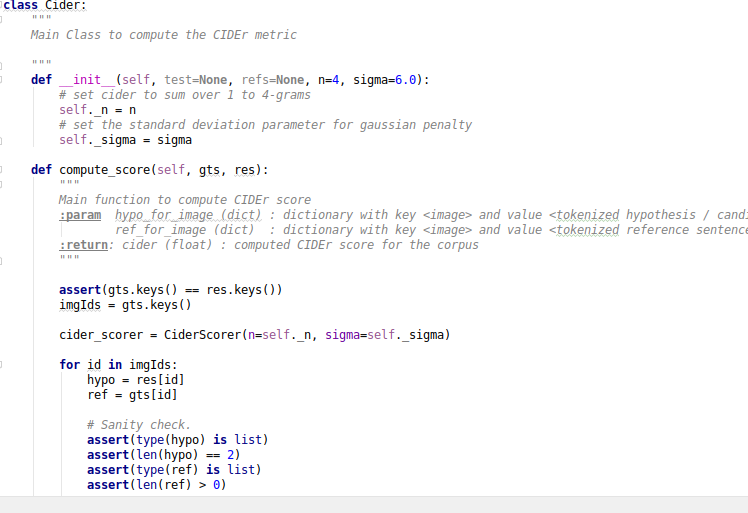 class Cider:
"""
Main Class to compute the CIDEr metric
"""
def __init__(self, test=None, refs=None, n=4, sigma=6.0):
# set cider to sum over 1 to 4-grams
self._n = n
# set the standard deviation parameter for gaussian penalty
self._sigma = sigma
def compute_score(self, gts, res):
"""
Main function to compute CIDEr score
:param  hypo_for_image (dict) : dictionary with key <image> and value <tokenized hypothesis / candi
ref_for_image (dict)  : dictionary with key <image> and value <tokenized reference sentence
:return: cider (float) : computed CIDEr score for the corpus
"""
assert(gts.keys() == res.keys())
imgIds = gts.keys()
cider_scorer = CiderScorer(n=self._n, sigma=self._sigma)
for id in imgIds:
hypo = res[id]
ref = gts[id]
# Sanity check.
assert(type(hypo) is list)
assert(len(hypo) == 2)
assert(type(ref) is list)
assert(len(ref) > 0)